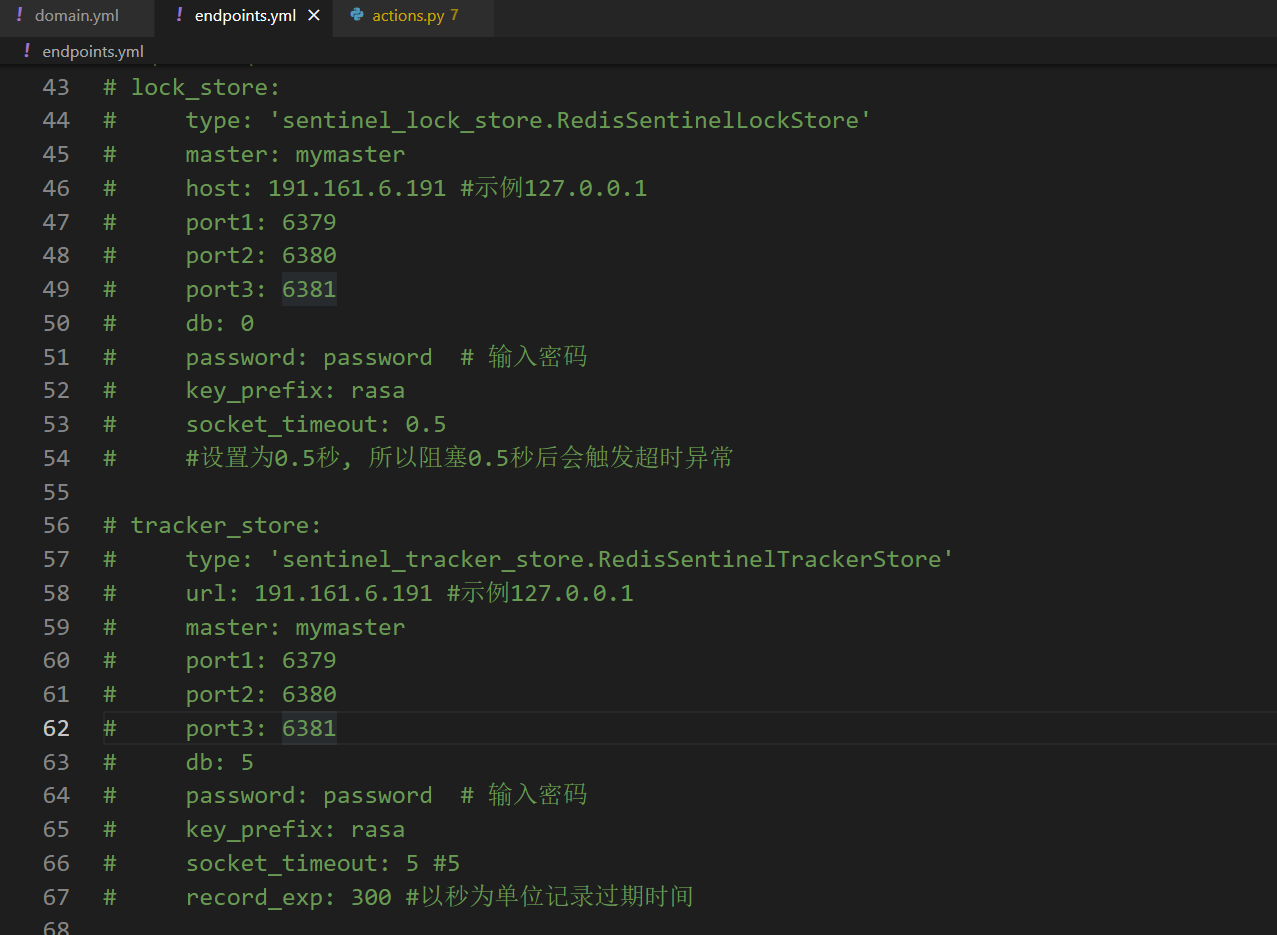 domain.yml
endpoints.yml
actions.py 7
endpoints.yml
43 # lock_store:
44 #     type: 'sentinel_lock_store.RedisSentinelLockStore'
45 #     master: mymaster
46 #     host: 191.161.6.191 #示例127.0.0.1
47 #     port1: 6379
48 #     port2: 6380
49 #     port3: 6381
50 #     db: 0
51 #     password: password  # 输入密码
52 #     key_prefix: rasa
53 #     socket_timeout: 0.5
54 #     #设置为0.5秒, 所以阻塞0.5秒后会触发超时异常
55
56 # tracker_store:
57 #     type: 'sentinel_tracker_store.RedisSentinelTrackerStore'
58 #     url: 191.161.6.191 #示例127.0.0.1
59 #     master: mymaster
60 #     port1: 6379
61 #     port2: 6380
62 #     port3: 6381
63 #     db: 5
64 #     password: password  # 输入密码
65 #     key_prefix: rasa
66 #     socket_timeout: 5 #5
67 #     record_exp: 300 #以秒为单位记录过期时间
68